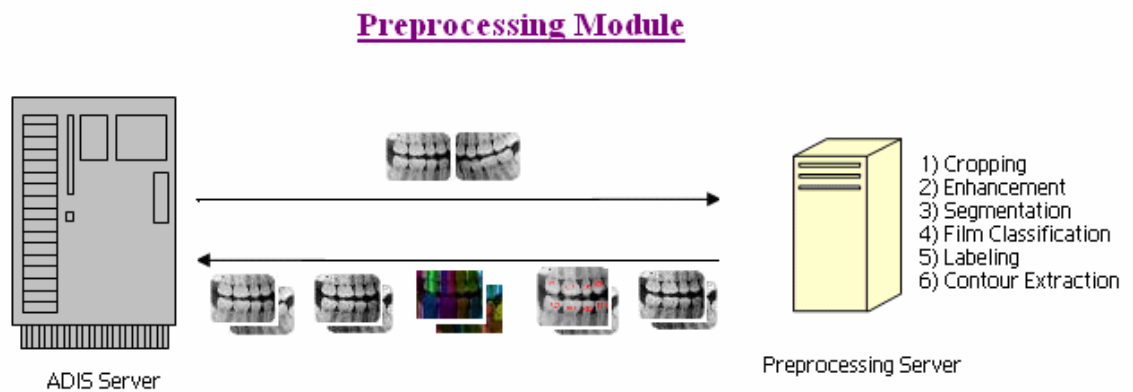 Preprocessing Module
1) Cropping
2) Enhancement
3) Segmentation
4) Film Classification
5) Labeling
6) Contour Extraction
Preprocessing Server
ADIS Server